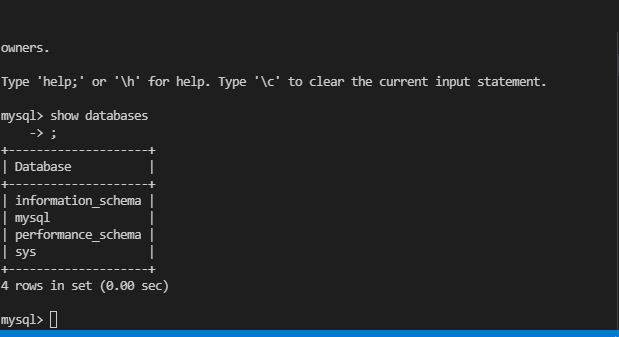 owners.
Type 'help;' or '\h' for help. Type '\c' to clear the current input statement.
mysql> show databases
    -> ;
+--------------------+
| Database           |
+--------------------+
| information_schema |
| mysql              |
| performance_schema |
| sys                |
+--------------------+
4 rows in set (0.00 sec)
mysql>